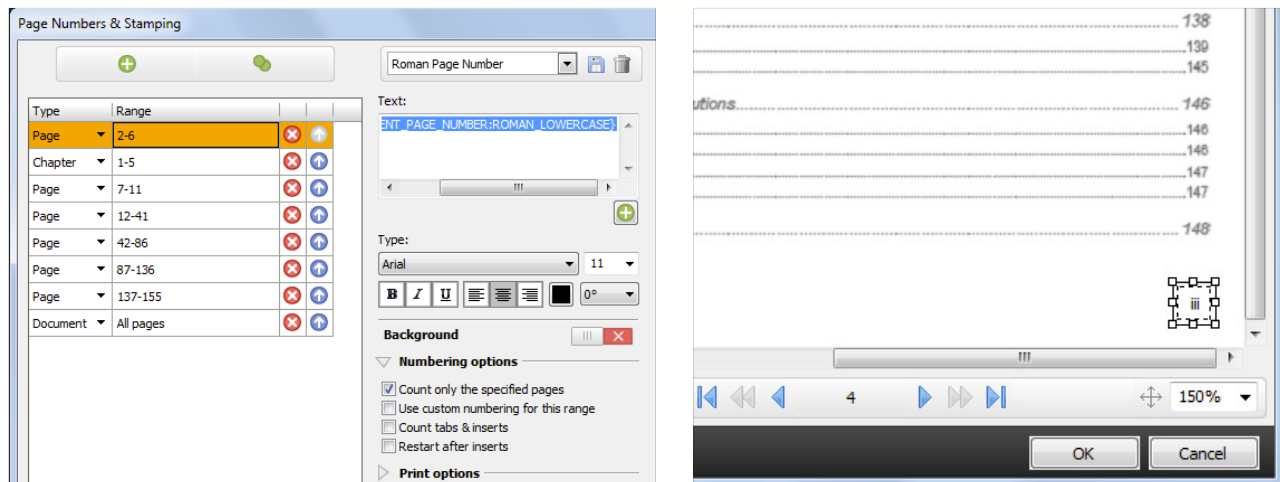 Page Numbers & Stamping
Roman Page Number
Type
Range
Page
2-6
Chapter
1-5
Page
7-11
Page
12-41
Page
42-86
Page
87-136
Page
137-155
Document
All pages
Text:
ENT_PAGE_NUMBER:ROMAN_LOWERCASE}
Type:
Arial
11
B
I
U
0°
Background
Numbering options
Count only the specified pages
Use custom numbering for this range
Count tabs & inserts
Restart after inserts
Print options
138
139
145
utions 146
146
146
147
147
148
iii
4
150%
OK
Cancel